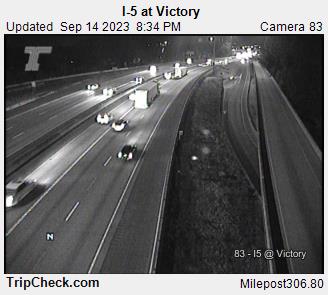 I-5 at Victory
Updated Sep 14 2023 8:34 PM Camera 83
T
N
83 - I5 @ Victory
TripCheck.com Milepost306.80